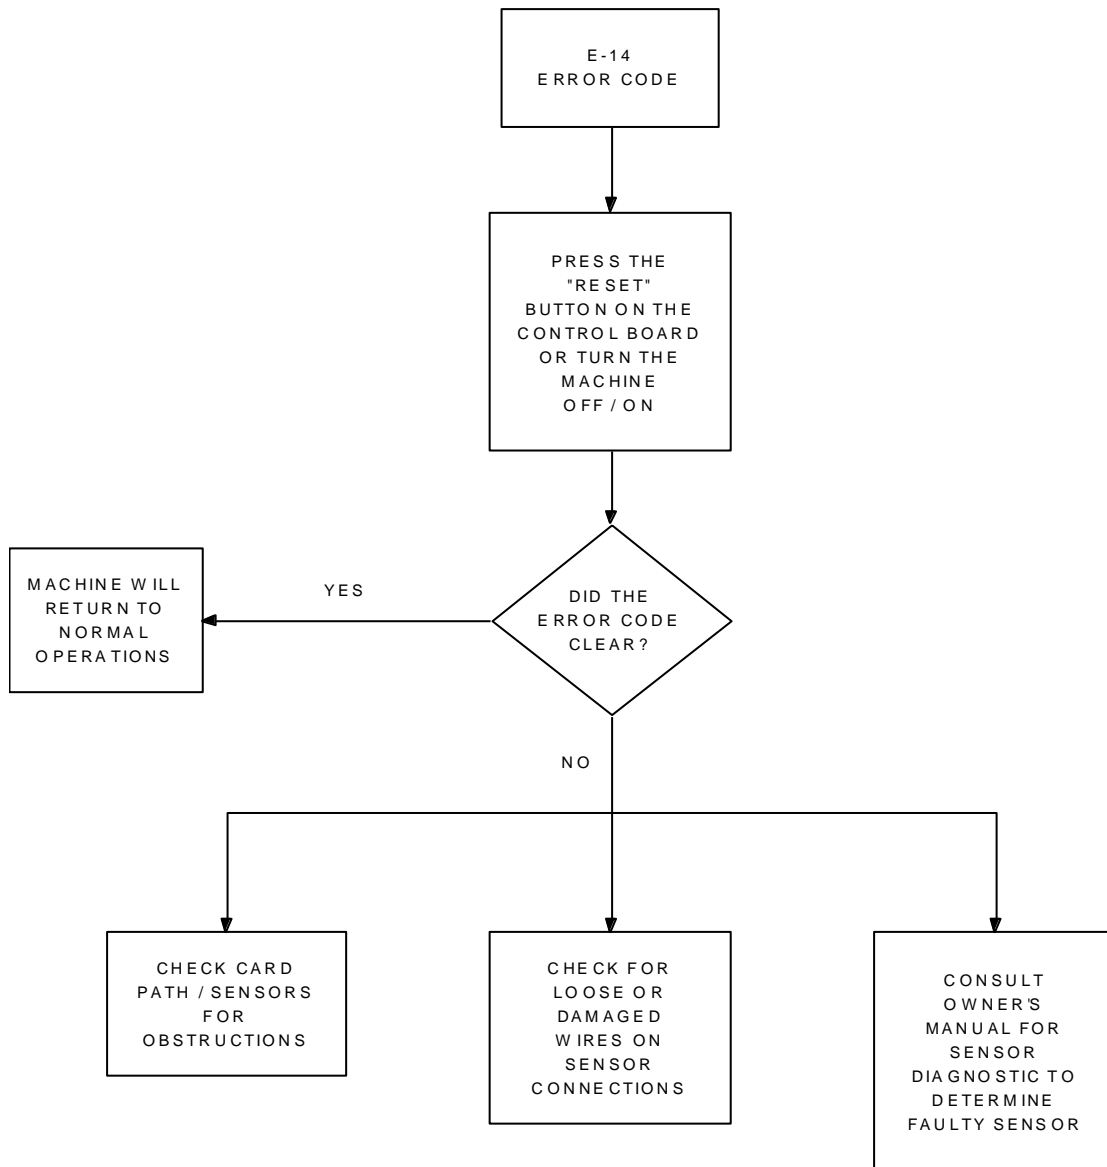 E-14
ERROR CODE
PRESS THE
"RESET"
BUTTON ON THE
CONTROL BOARD
OR TURN THE
MACHINE
OFF / ON
DID THE
ERROR CODE
CLEAR?
YES
MACHINE WILL
RETURN TO
NORMAL
OPERATIONS
NO
CHECK CARD
PATH / SENSORS
FOR
OBSTRUCTIONS
CHECK FOR
LOOSE OR
DAMAGED
WIRES ON
SENSOR
CONNECTIONS
CONSULT
OWNER'S
MANUAL FOR
SENSOR
DIAGNOSTIC TO
DETERMINE
FAULTY SENSOR